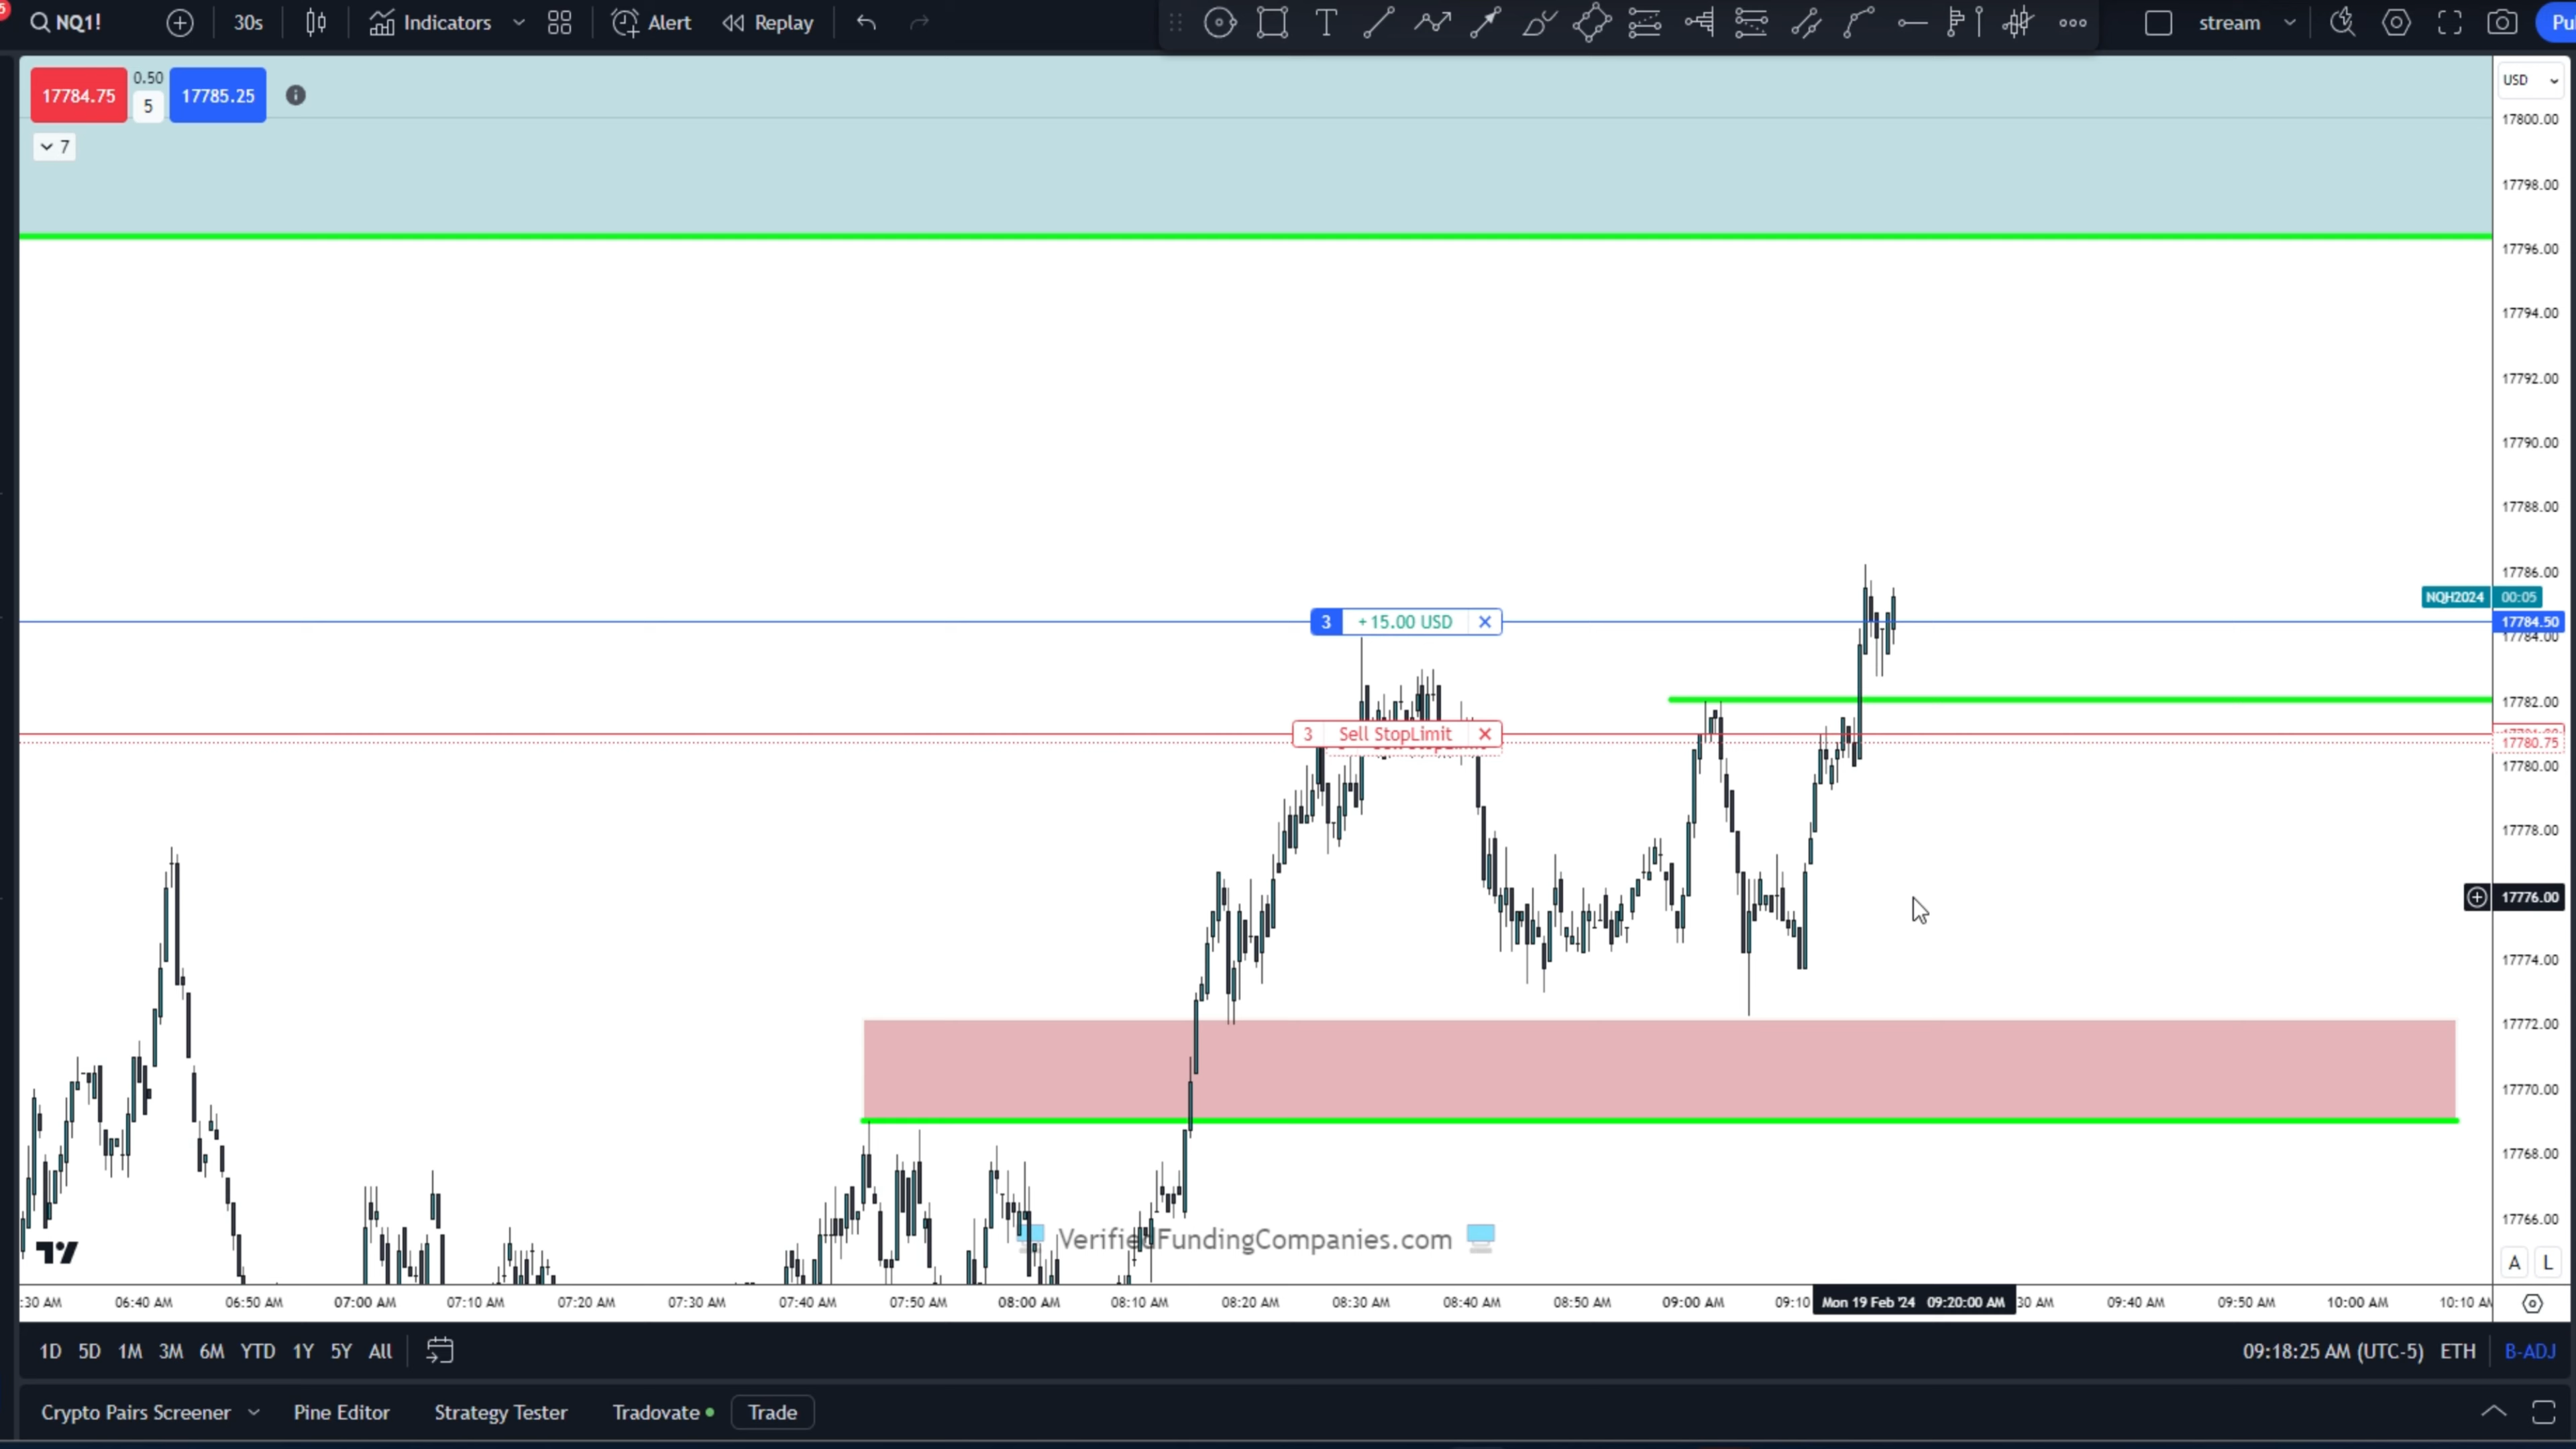 5
NQ1! 30s Indicators Alert Replay stream Pu
17784.75 0.50 5 17785.25
7
USD
17800.00
17798.00
17796.00
17794.00
17792.00
17790.00
17788.00
17786.00
NQH2024 00:05
3 +15.00 USD 17784.50
17784.00
17782.00
3 Sell StopLimit
17780.75
17780.00
17778.00
17776.00
17774.00
17772.00
17770.00
17768.00
17766.00
VerifiedFundingCompanies.com
A L
:30 AM 06:40 AM 06:50 AM 07:00 AM 07:10 AM 07:20 AM 07:30 AM 07:40 AM 07:50 AM 08:00 AM 08:10 AM 08:20 AM 08:30 AM 08:40 AM 08:50 AM 09:00 AM 09:10 Mon 19 Feb '24 09:20:00 AM 30 AM 09:40 AM 09:50 AM 10:00 AM 10:10 AM
1D 5D 1M 3M 6M YTD 1Y 5Y All 09:18:25 AM (UTC-5) ETH B-ADJ
Crypto Pairs Screener Pine Editor Strategy Tester Tradovate Trade